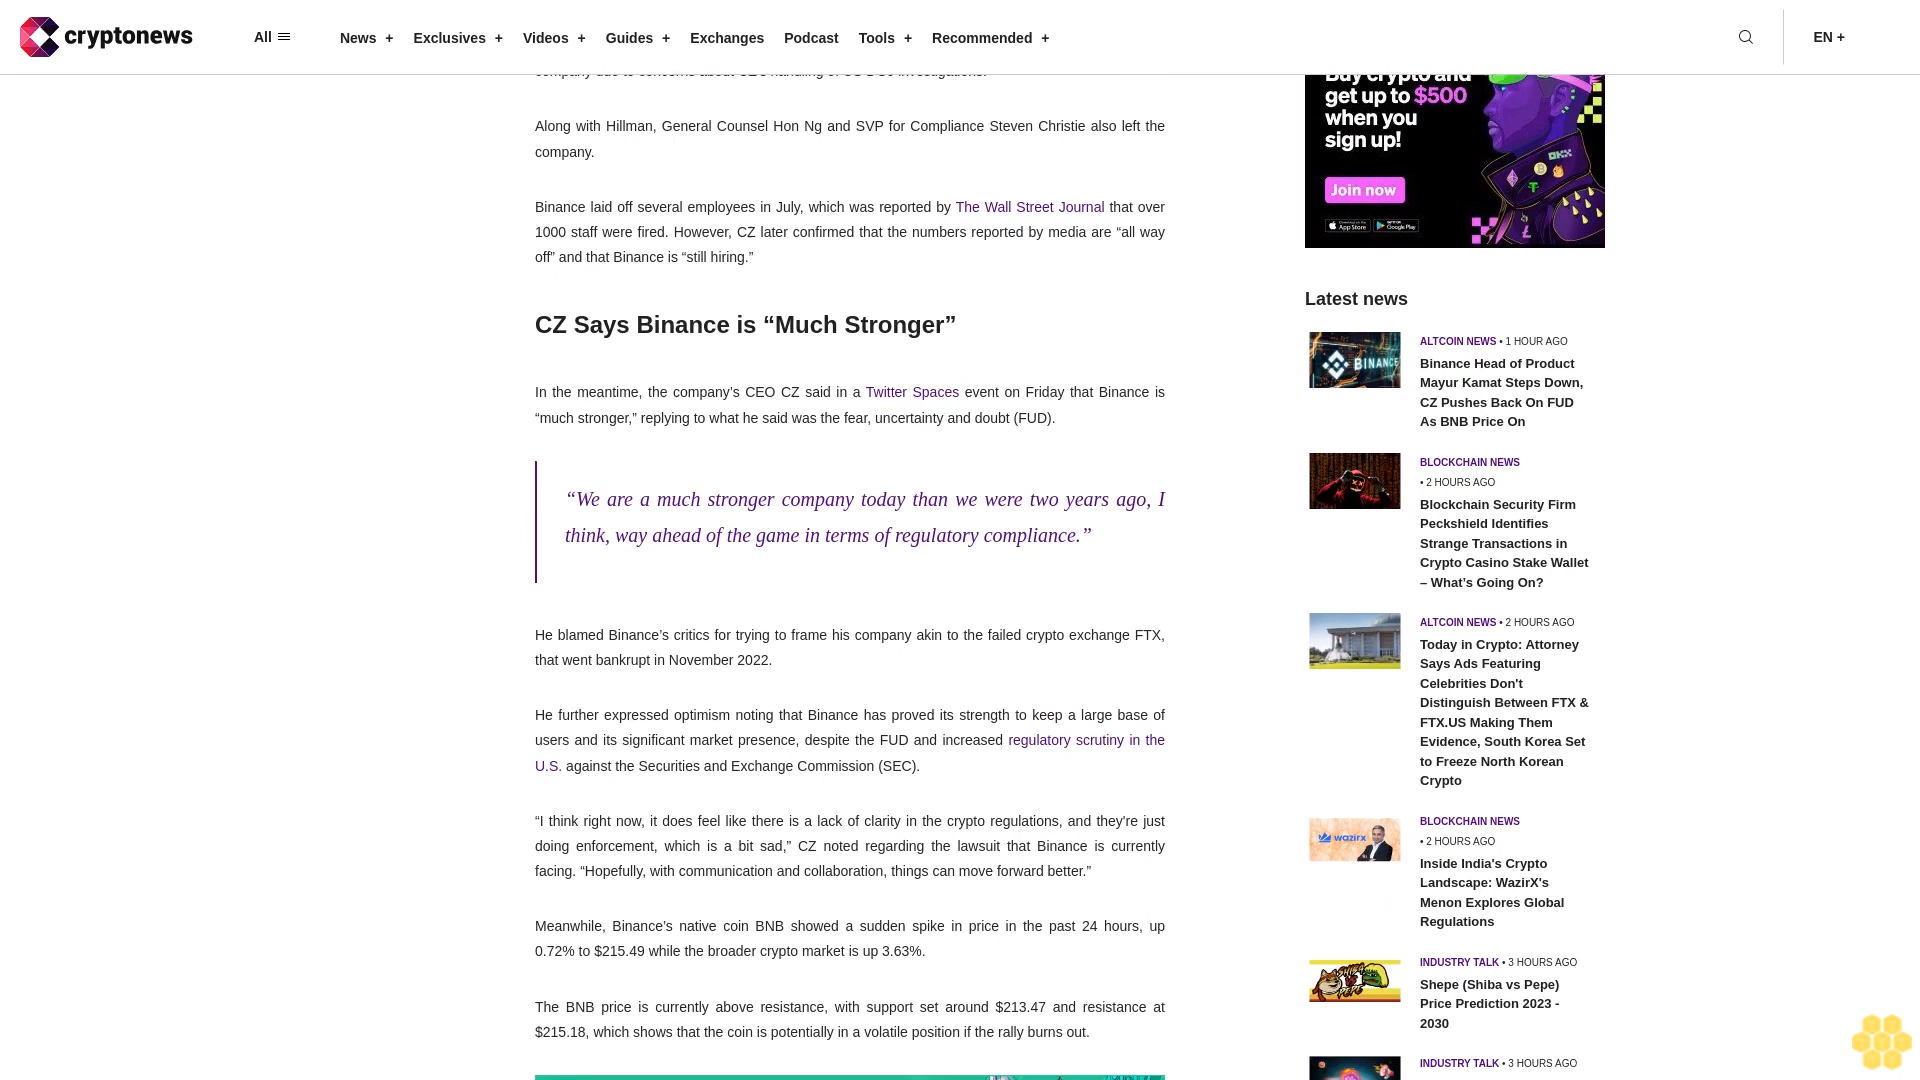 cryptonews
All
News +
Exclusives +
Videos +
Guides +
Exchanges
Podcast
Tools +
Recommended +
EN +
Along with Hillman, General Counsel Hon Ng and SVP for Compliance Steven Christie also left the
company.
Binance laid off several employees in July, which was reported by The Wall Street Journal that over
1000 staff were fired. However, CZ later confirmed that the numbers reported by media are “all way
off” and that Binance is “still hiring.”
CZ Says Binance is “Much Stronger”
In the meantime, the company’s CEO CZ said in a Twitter Spaces event on Friday that Binance is
“much stronger,” replying to what he said was the fear, uncertainty and doubt (FUD).
“We are a much stronger company today than we were two years ago, I
think, way ahead of the game in terms of regulatory compliance.”
He blamed Binance’s critics for trying to frame his company akin to the failed crypto exchange FTX,
that went bankrupt in November 2022.
He further expressed optimism noting that Binance has proved its strength to keep a large base of
users and its significant market presence, despite the FUD and increased regulatory scrutiny in the
U.S. against the Securities and Exchange Commission (SEC).
“I think right now, it does feel like there is a lack of clarity in the crypto regulations, and they're just
doing enforcement, which is a bit sad,” CZ noted regarding the lawsuit that Binance is currently
facing. “Hopefully, with communication and collaboration, things can move forward better.”
Meanwhile, Binance's native coin BNB showed a sudden spike in price in the past 24 hours, up
0.72% to $215.49 while the broader crypto market is up 3.63%.
The BNB price is currently above resistance, with support set around $213.47 and resistance at
$215.18, which shows that the coin is potentially in a volatile position if the rally burns out.
Buy crypto and
get up to $500
when you
sign up!
Join now
App Store
Google Play
OKX
Latest news
BINANCE
ALTCOIN NEWS • 1 HOUR AGO
Binance Head of Product
Mayur Kamat Steps Down,
CZ Pushes Back On FUD
As BNB Price On
BLOCKCHAIN NEWS
• 2 HOURS AGO
Blockchain Security Firm
Peckshield Identifies
Strange Transactions in
Crypto Casino Stake Wallet
– What’s Going On?
ALTCOIN NEWS • 2 HOURS AGO
Today in Crypto: Attorney
Says Ads Featuring
Celebrities Don't
Distinguish Between FTX &
FTX.US Making Them
Evidence, South Korea Set
to Freeze North Korean
Crypto
wazirx
BLOCKCHAIN NEWS
• 2 HOURS AGO
Inside India's Crypto
Landscape: WazirX's
Menon Explores Global
Regulations
SHIBA
VS
PEPE
INDUSTRY TALK • 3 HOURS AGO
Shepe (Shiba vs Pepe)
Price Prediction 2023 -
2030
INDUSTRY TALK • 3 HOURS AGO